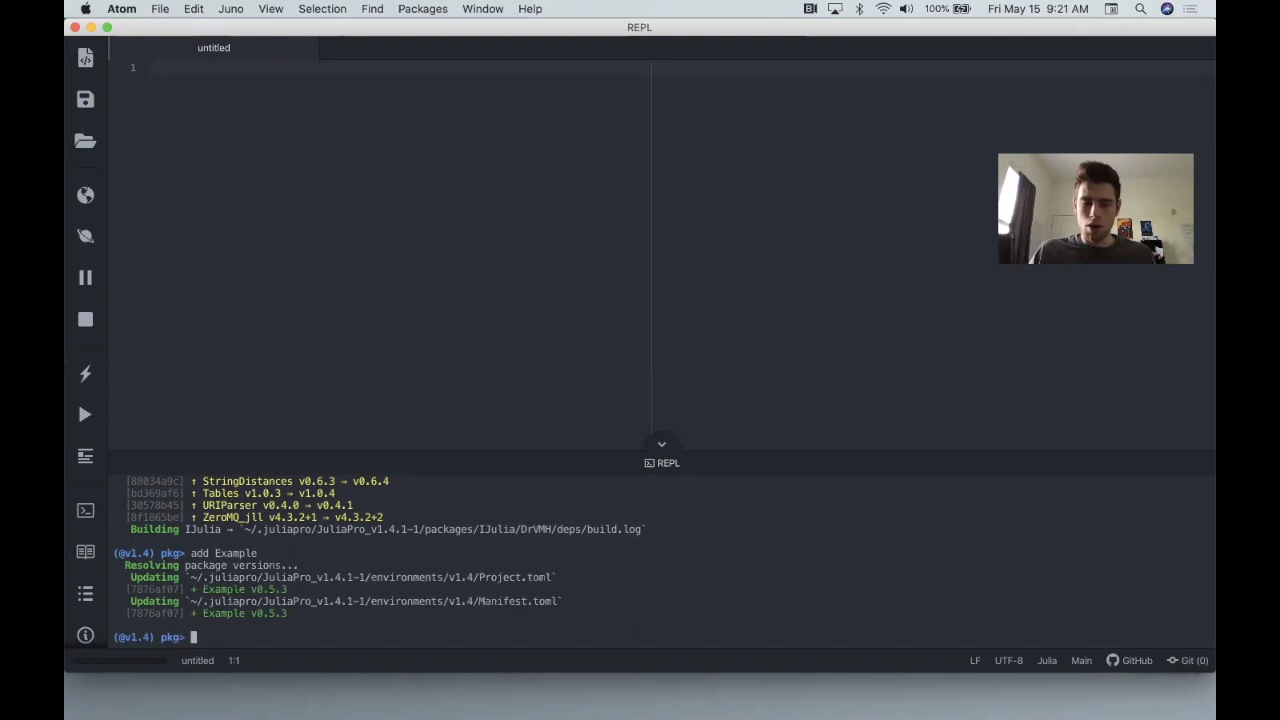 Atom File Edit View Juno Selection Find Packages Window Help 100% Fri May 15 9:21 AM
REPL
untitled
1
REPL
[88034a9c] ↑ StringDistances v0.6.3 → v0.6.4
[bd369af6] ↑ Tables v1.0.3 → v1.0.4
[30578b45] ↑ URIParser v0.4.0 → v0.4.1
[8f1865be] ↑ ZeroMQ_jll v4.3.2+1 → v4.3.2+2
Building IJulia → `~/.juliapro/JuliaPro_v1.4.1-1/packages/IJulia/DrVMH/deps/build.log`
(@v1.4) pkg> add Example
Resolving package versions...
Updating `~/.juliapro/JuliaPro_v1.4.1-1/environments/v1.4/Project.toml`
[7876af07] + Example v0.5.3
Updating `~/.juliapro/JuliaPro_v1.4.1-1/environments/v1.4/Manifest.toml`
[7876af07] + Example v0.5.3
(@v1.4) pkg>
untitled 1:1 LF UTF-8 Julia Main GitHub Git (0)